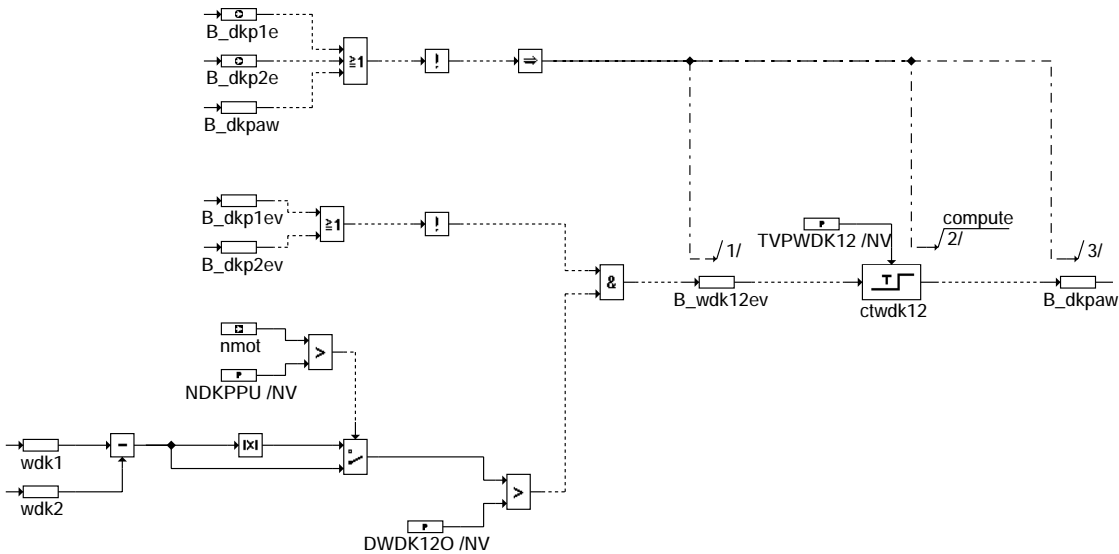 B_dkp1e
B_dkp2e
≥1
!
⇒
B_dkpaw
B_dkp1ev
B_dkp2ev
≥1
!
P
TVPWDK12 /NV
compute
1/
2/
3/
&
B_wdk12ev
T
ctwdk12
B_dkpaw
nmot
>
P
NDKPPU /NV
wdk1
-
|X|
wdk2
>
P
DWDK12O /NV